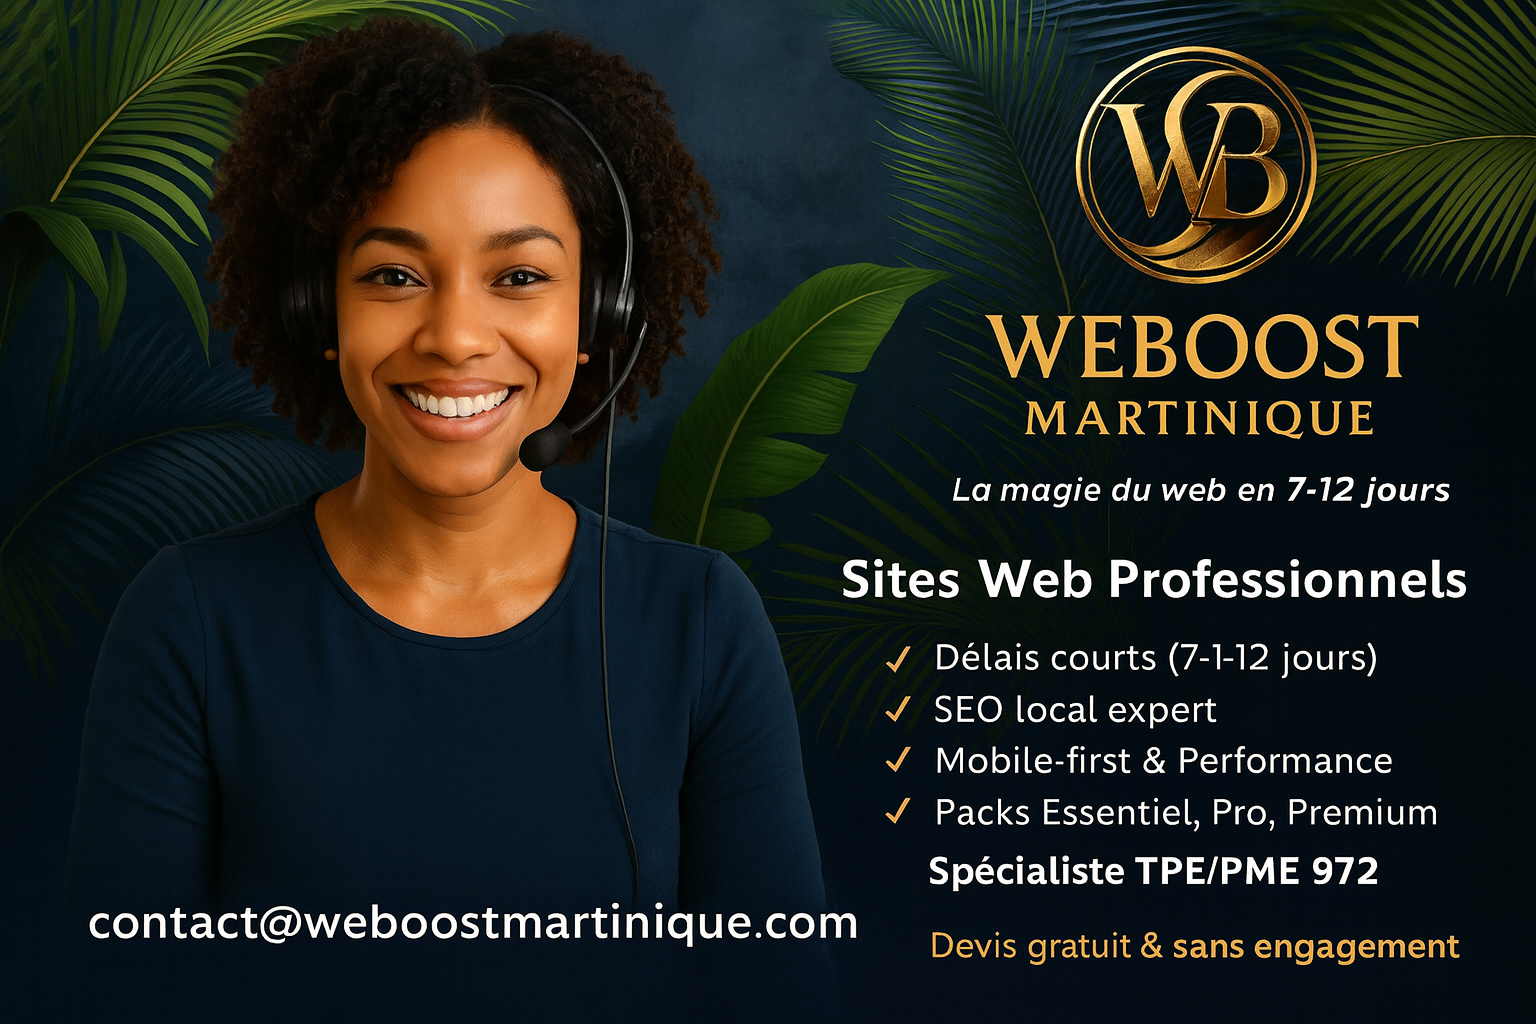 WB
WEBOOST
MARTINIQUE
La magie du web en 7-12 jours
Sites Web Professionnels
✓ Délais courts (7-1-12 jours)
✓ SEO local expert
✓ Mobile-first & Performance
✓ Packs Essentiel, Pro, Premium
Spécialiste TPE/PME 972
contact@weboostmartinique.com
Devis gratuit & sans engagement